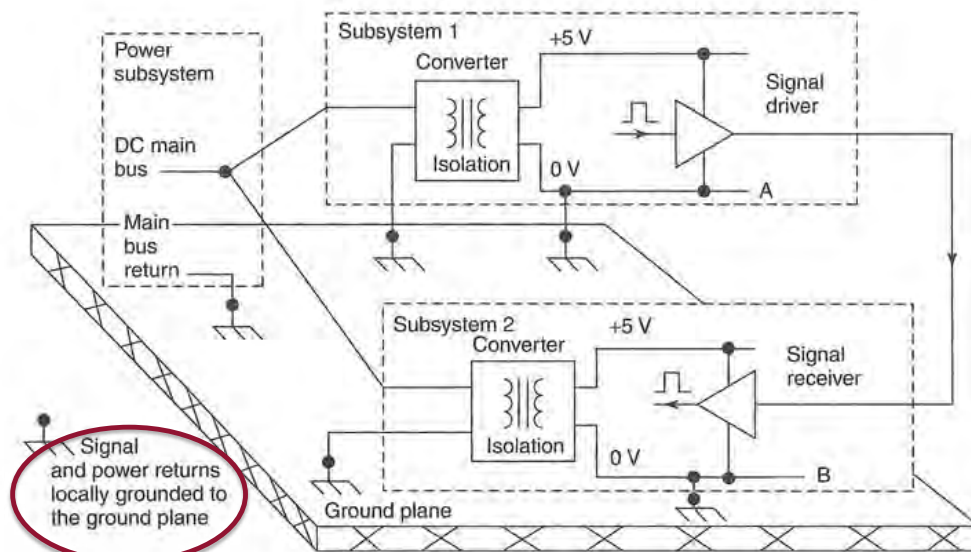 Power
subsystem
DC main
bus
Main
bus
return
Subsystem 1
Converter
Isolation
+5 V
0 V
Signal
driver
A
Subsystem 2
Converter
Isolation
+5 V
0 V
Signal
receiver
B
Signal
and power returns
locally grounded to
the ground plane
Ground plane